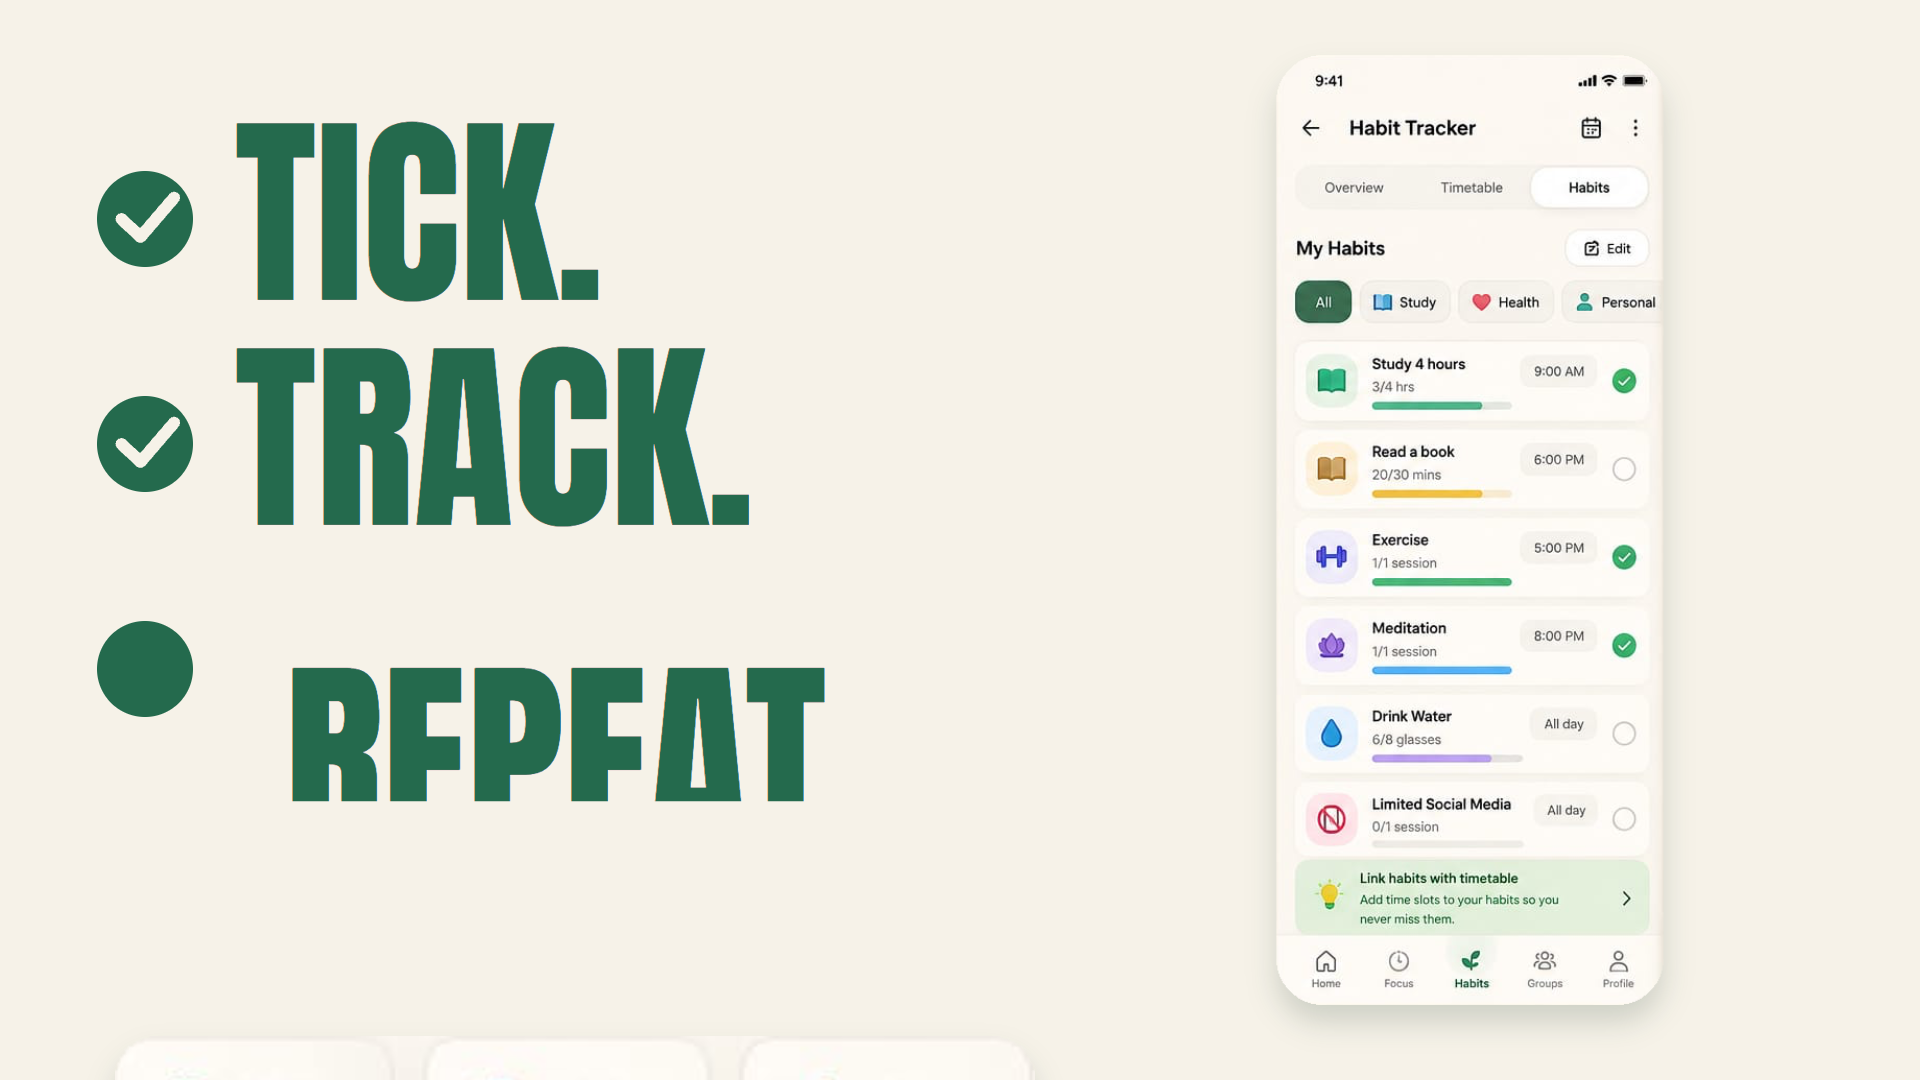 TICK.
TRACK.
REPEAT
9:41
Habit Tracker
Overview Timetable Habits
My Habits Edit
All Study Health Personal
Study 4 hours 9:00 AM
3/4 hrs
Read a book 6:00 PM
20/30 mins
Exercise 5:00 PM
1/1 session
Meditation 8:00 PM
1/1 session
Drink Water All day
6/8 glasses
Limited Social Media All day
0/1 session
Link habits with timetable
Add time slots to your habits so you
never miss them.
Home Focus Habits Groups Profile